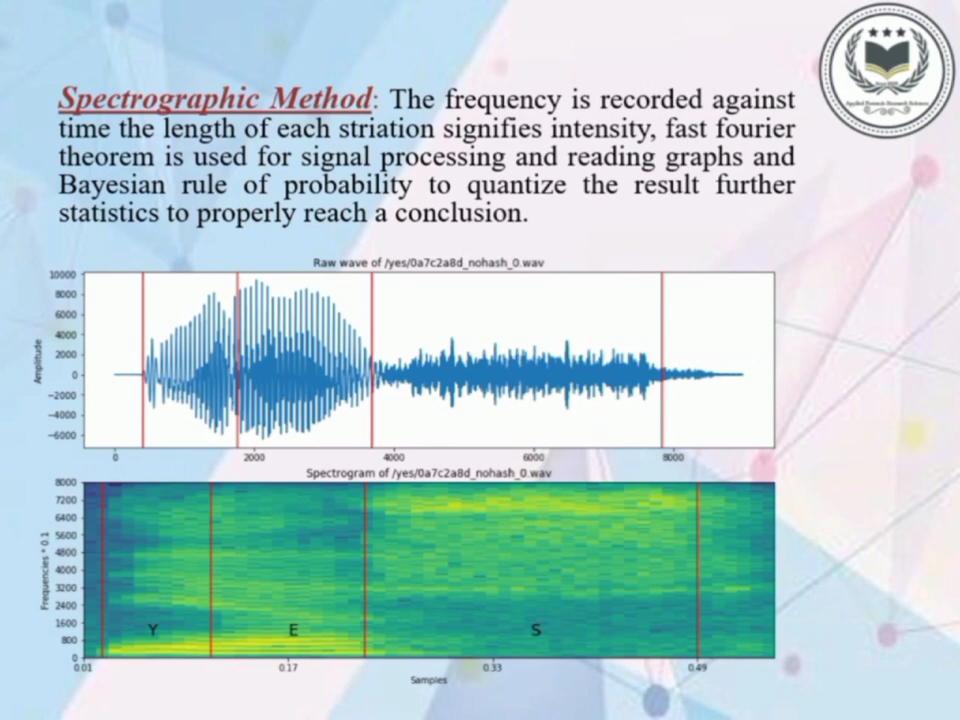 Spectrographic Method: The frequency is recorded against
time the length of each striation signifies intensity, fast fourier
theorem is used for signal processing and reading graphs and
Bayesian rule of probability to quantize the result further
statistics to properly reach a conclusion.
Applied Forensic Research Sciences
Raw wave of /yes/0a7c2a8d_nohash_0.wav
10000
8000
6000
4000
2000
0
−2000
−4000
−6000
Amplitude
0 2000 4000 6000 8000
Spectrogram of /yes/0a7c2a8d_nohash_0.wav
8000
7200
6400
5600
4800
4000
3200
2400
1600
800
0
Frequencies * 0.1
Y E S
0.01 0.17 0.33 0.49
Samples